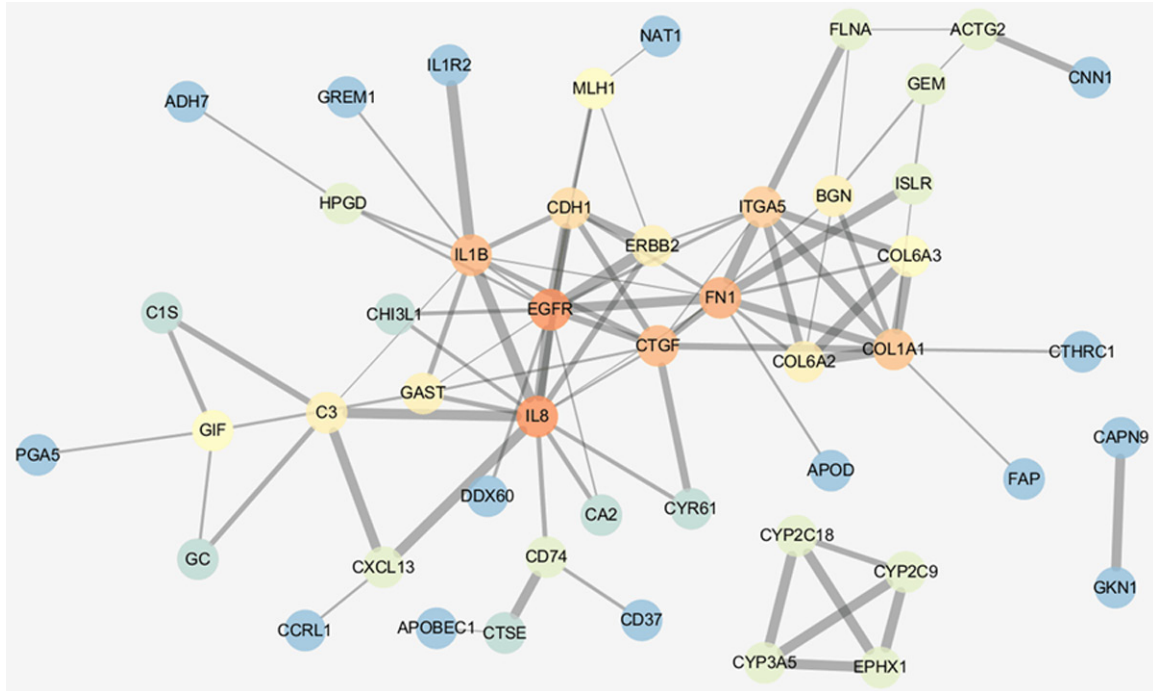 FLNA
ACTG2
NAT1
IL1R2
CNN1
MLH1
GEM
GREM1
ADH7
ISLR
BGN
HPGD
CDH1
ITGA5
ERBB2
IL1B
COL6A3
FN1
EGFR
C1S
CHI3L1
CTGF
COL6A2
COL1A1
CTHRC1
GAST
C3
IL8
GIF
CAPN9
PGA5
APOD
FAP
DDX60
CA2
CYR61
CYP2C18
GC
CXCL13
CD74
CYP2C9
GKN1
CCRL1
APOBEC1
CTSE
CD37
CYP3A5
EPHX1